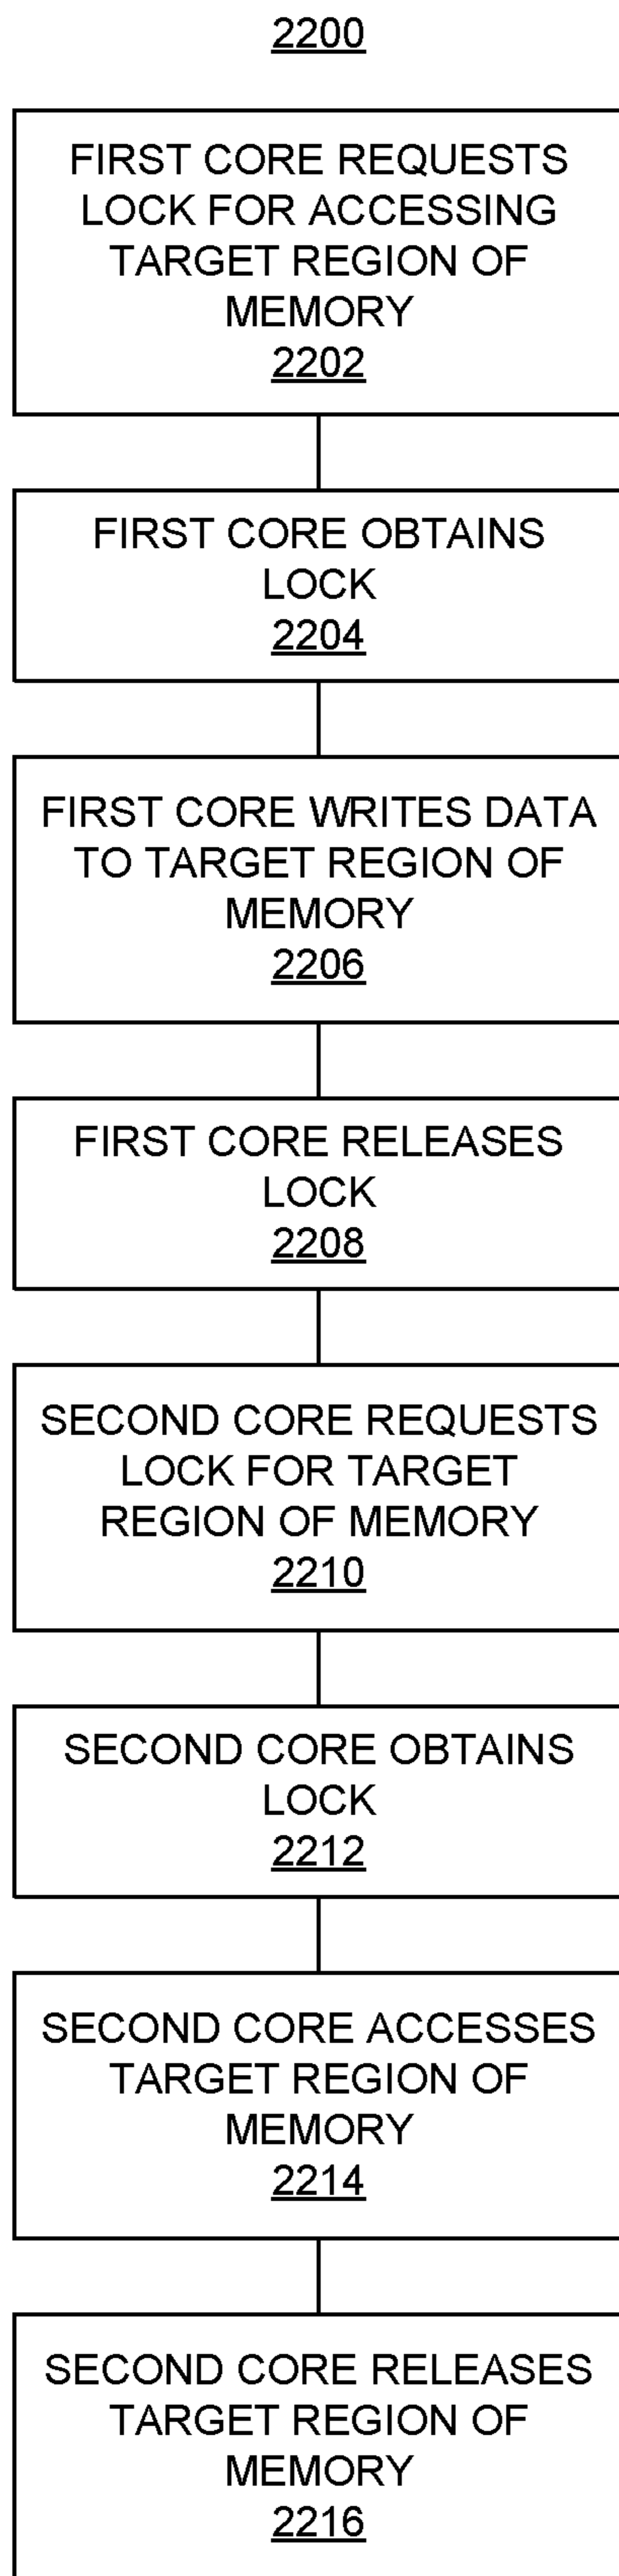 2200
FIRST CORE REQUESTS
LOCK FOR ACCESSING
TARGET REGION OF
MEMORY
2202
FIRST CORE OBTAINS
LOCK
2204
FIRST CORE WRITES DATA
TO TARGET REGION OF
MEMORY
2206
FIRST CORE RELEASES
LOCK
2208
SECOND CORE REQUESTS
LOCK FOR TARGET
REGION OF MEMORY
2210
SECOND CORE OBTAINS
LOCK
2212
SECOND CORE ACCESSES
TARGET REGION OF
MEMORY
2214
SECOND CORE RELEASES
TARGET REGION OF
MEMORY
2216